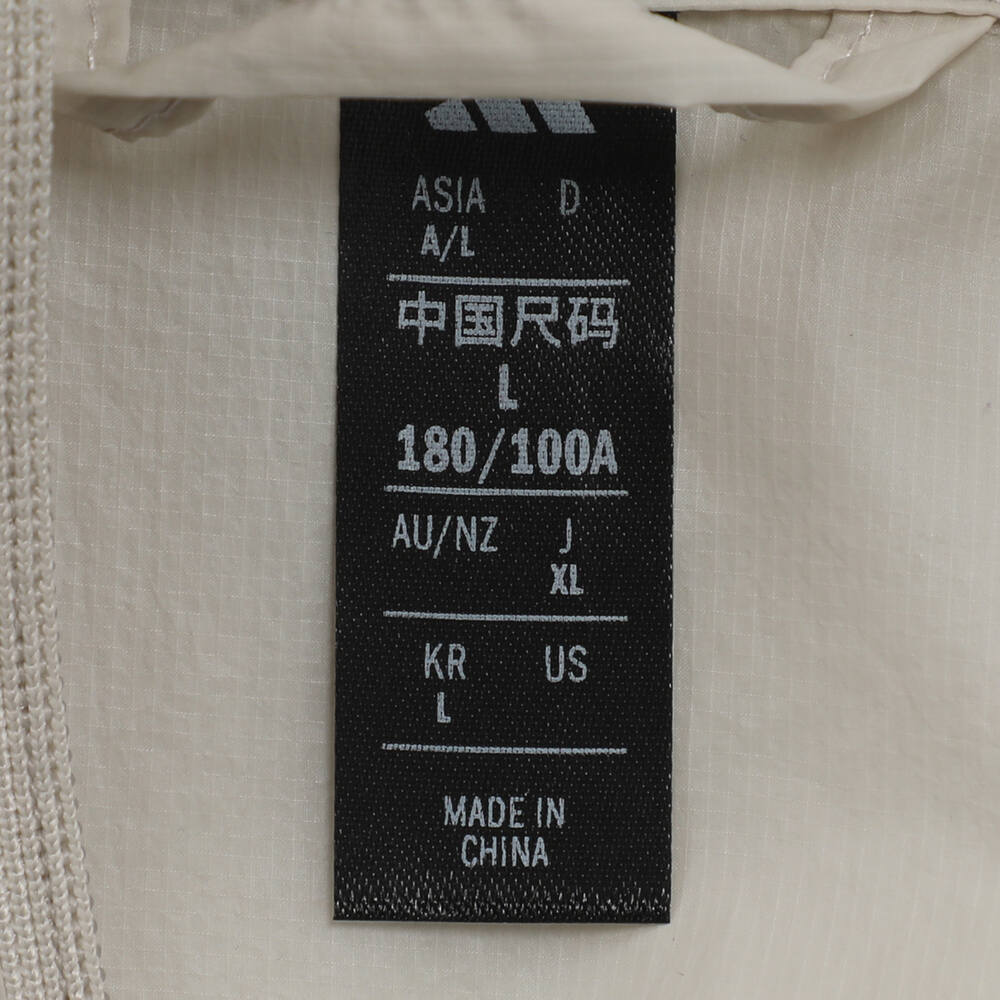 ASIA D
A/L
中国尺码
L
180/100A
AU/NZ J
XL
KR US
L
MADE IN
CHINA